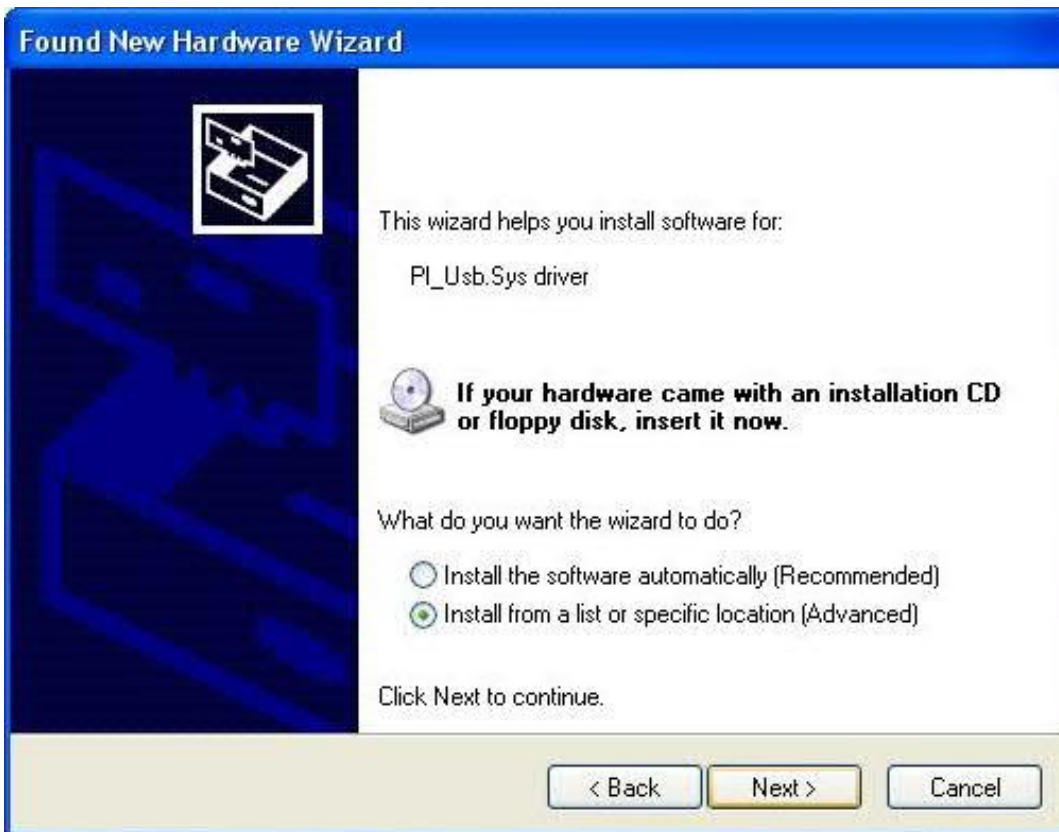 Found New Hardware Wizard
This wizard helps you install software for:
PI_Usb.Sys driver
If your hardware came with an installation CD
or floppy disk, insert it now.
What do you want the wizard to do?
Install the software automatically (Recommended)
Install from a list or specific location (Advanced)
Click Next to continue.
< Back
Next >
Cancel